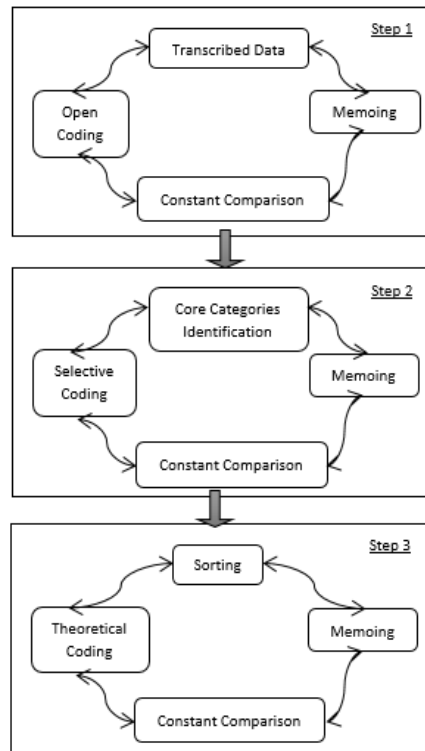 Step 1
Transcribed Data
Open
Coding
Memoing
Constant Comparison
Step 2
Core Categories
Identification
Selective
Coding
Memoing
Constant Comparison
Step 3
Sorting
Theoretical
Coding
Memoing
Constant Comparison